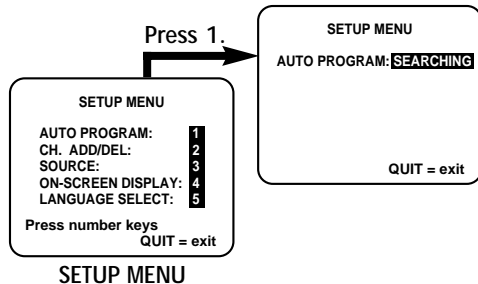 Press 1.
SETUP MENU
AUTO PROGRAM: SEARCHING
QUIT = exit
SETUP MENU
AUTO PROGRAM: 1
CH. ADD/DEL: 2
SOURCE: 3
ON-SCREEN DISPLAY: 4
LANGUAGE SELECT: 5
Press number keys
QUIT = exit
SETUP MENU